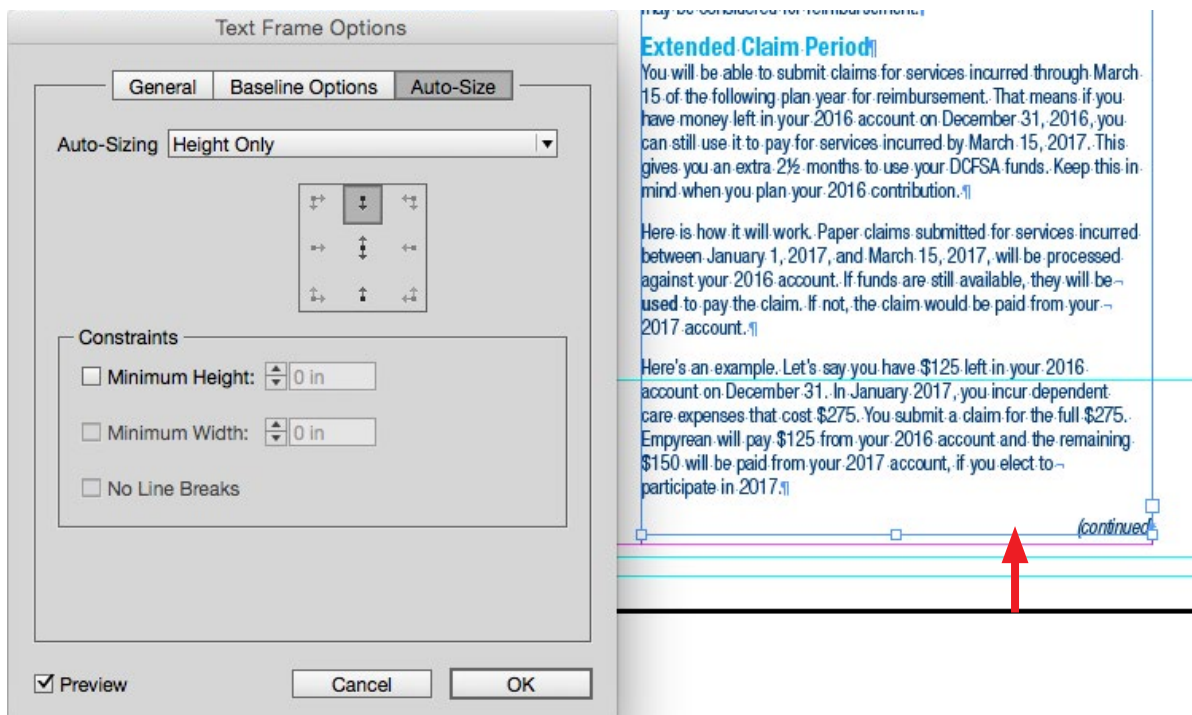 Text Frame Options
General
Baseline Options
Auto-Size
Auto-Sizing
Height Only
Constraints
Minimum Height:
0 in
Minimum Width:
0 in
No Line Breaks
Preview
Cancel
OK
may be considered for reimbursement.¶
Extended Claim Period¶
You will be able to submit claims for services incurred through March
15 of the following plan year for reimbursement. That means if you
have money left in your 2016 account on December 31, 2016, you
can still use it to pay for services incurred by March 15, 2017. This
gives you an extra 2½ months to use your DCFSA funds. Keep this in
mind when you plan your 2016 contribution. ¶
Here is how it will work. Paper claims submitted for services incurred
between January 1, 2017, and March 15, 2017, will be processed
against your 2016 account. If funds are still available, they will be¬
used to pay the claim. If not, the claim would be paid from your ¬
2017 account. ¶
Here's an example. Let's say you have $125 left in your 2016
account on December 31. In January 2017, you incur dependent
care expenses that cost $275. You submit a claim for the full $275.
Empyrean will pay $125 from your 2016 account and the remaining
$150 will be paid from your 2017 account, if you elect to ¬
participate in 2017.¶
(continued